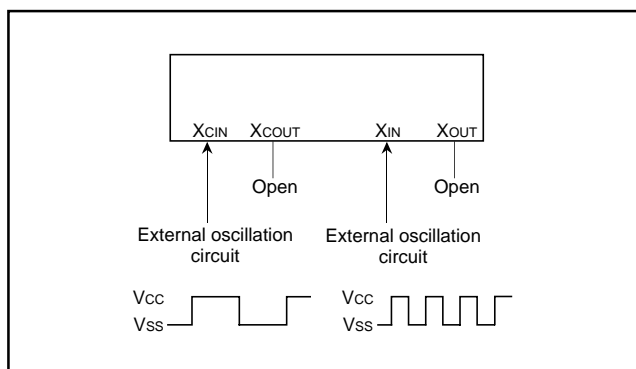 XCIN XCOUT XIN XOUT
Open Open
External oscillation circuit
External oscillation circuit
VCC
VSS
VCC
VSS